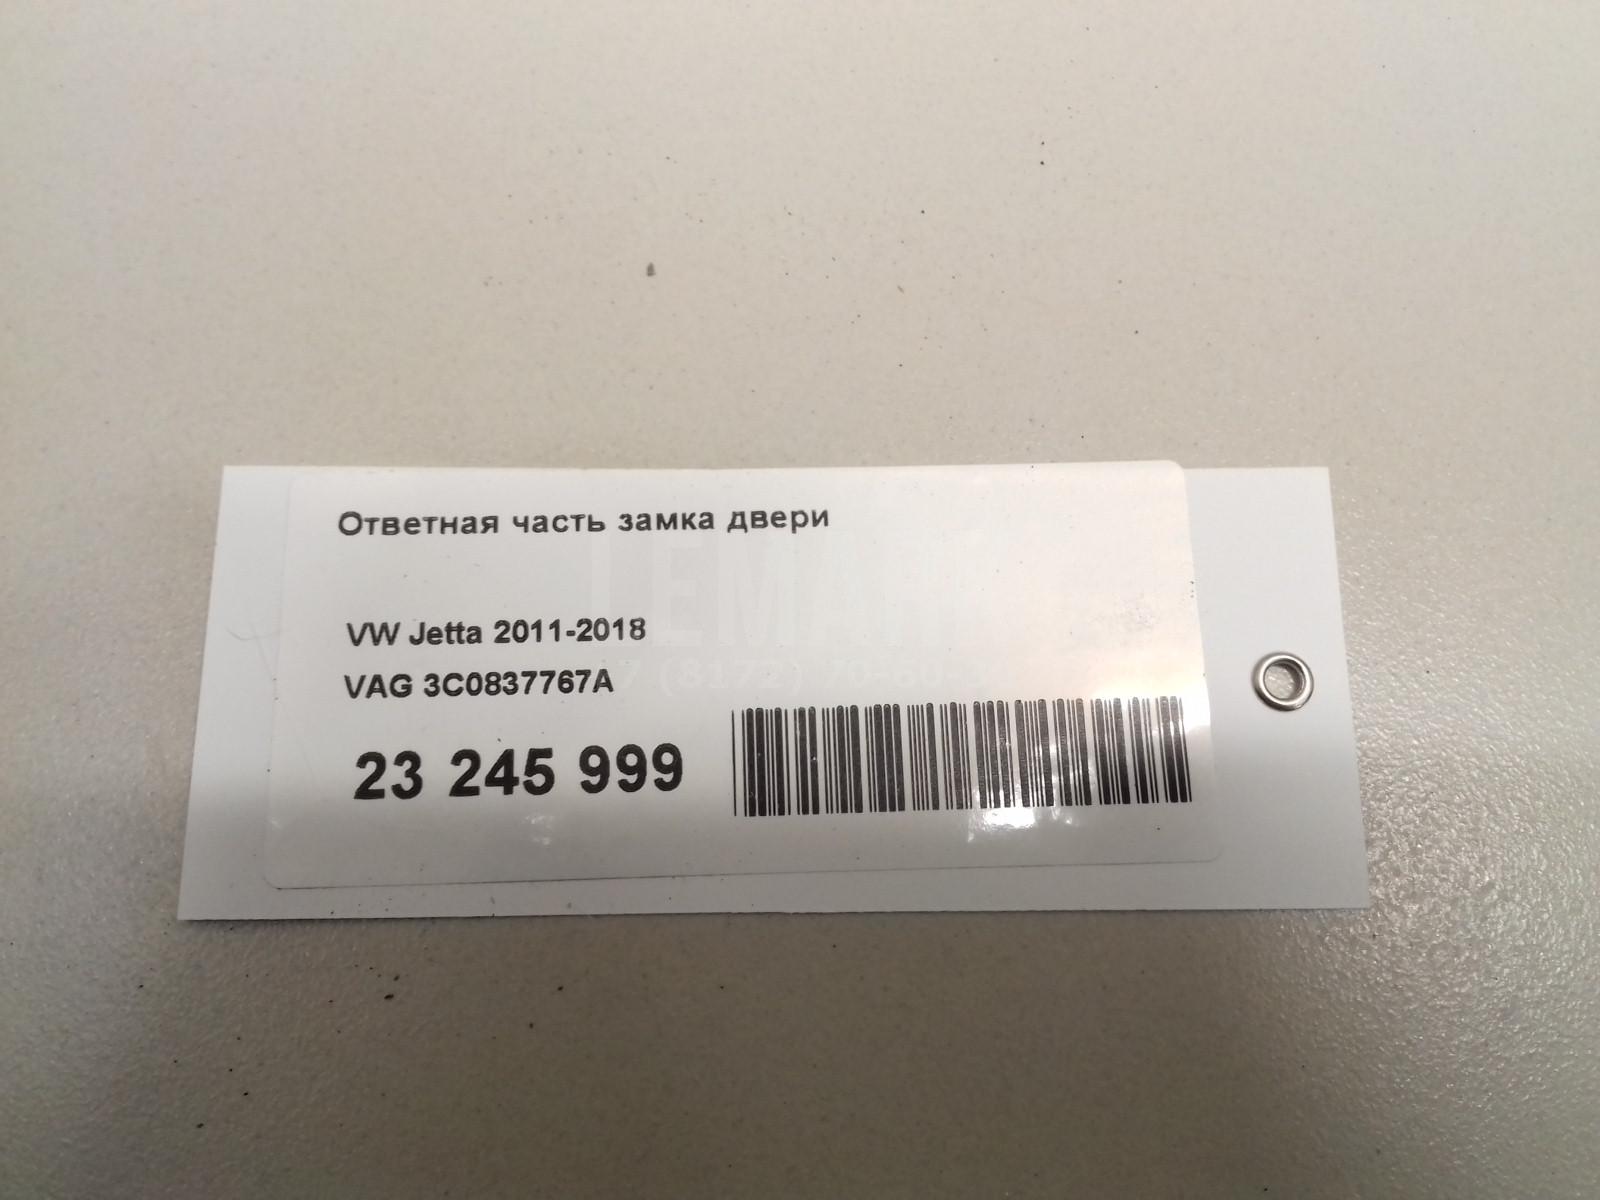 Ответная часть замка двери
VW Jetta 2011-2018
VAG 3C0837767A
23 245 999